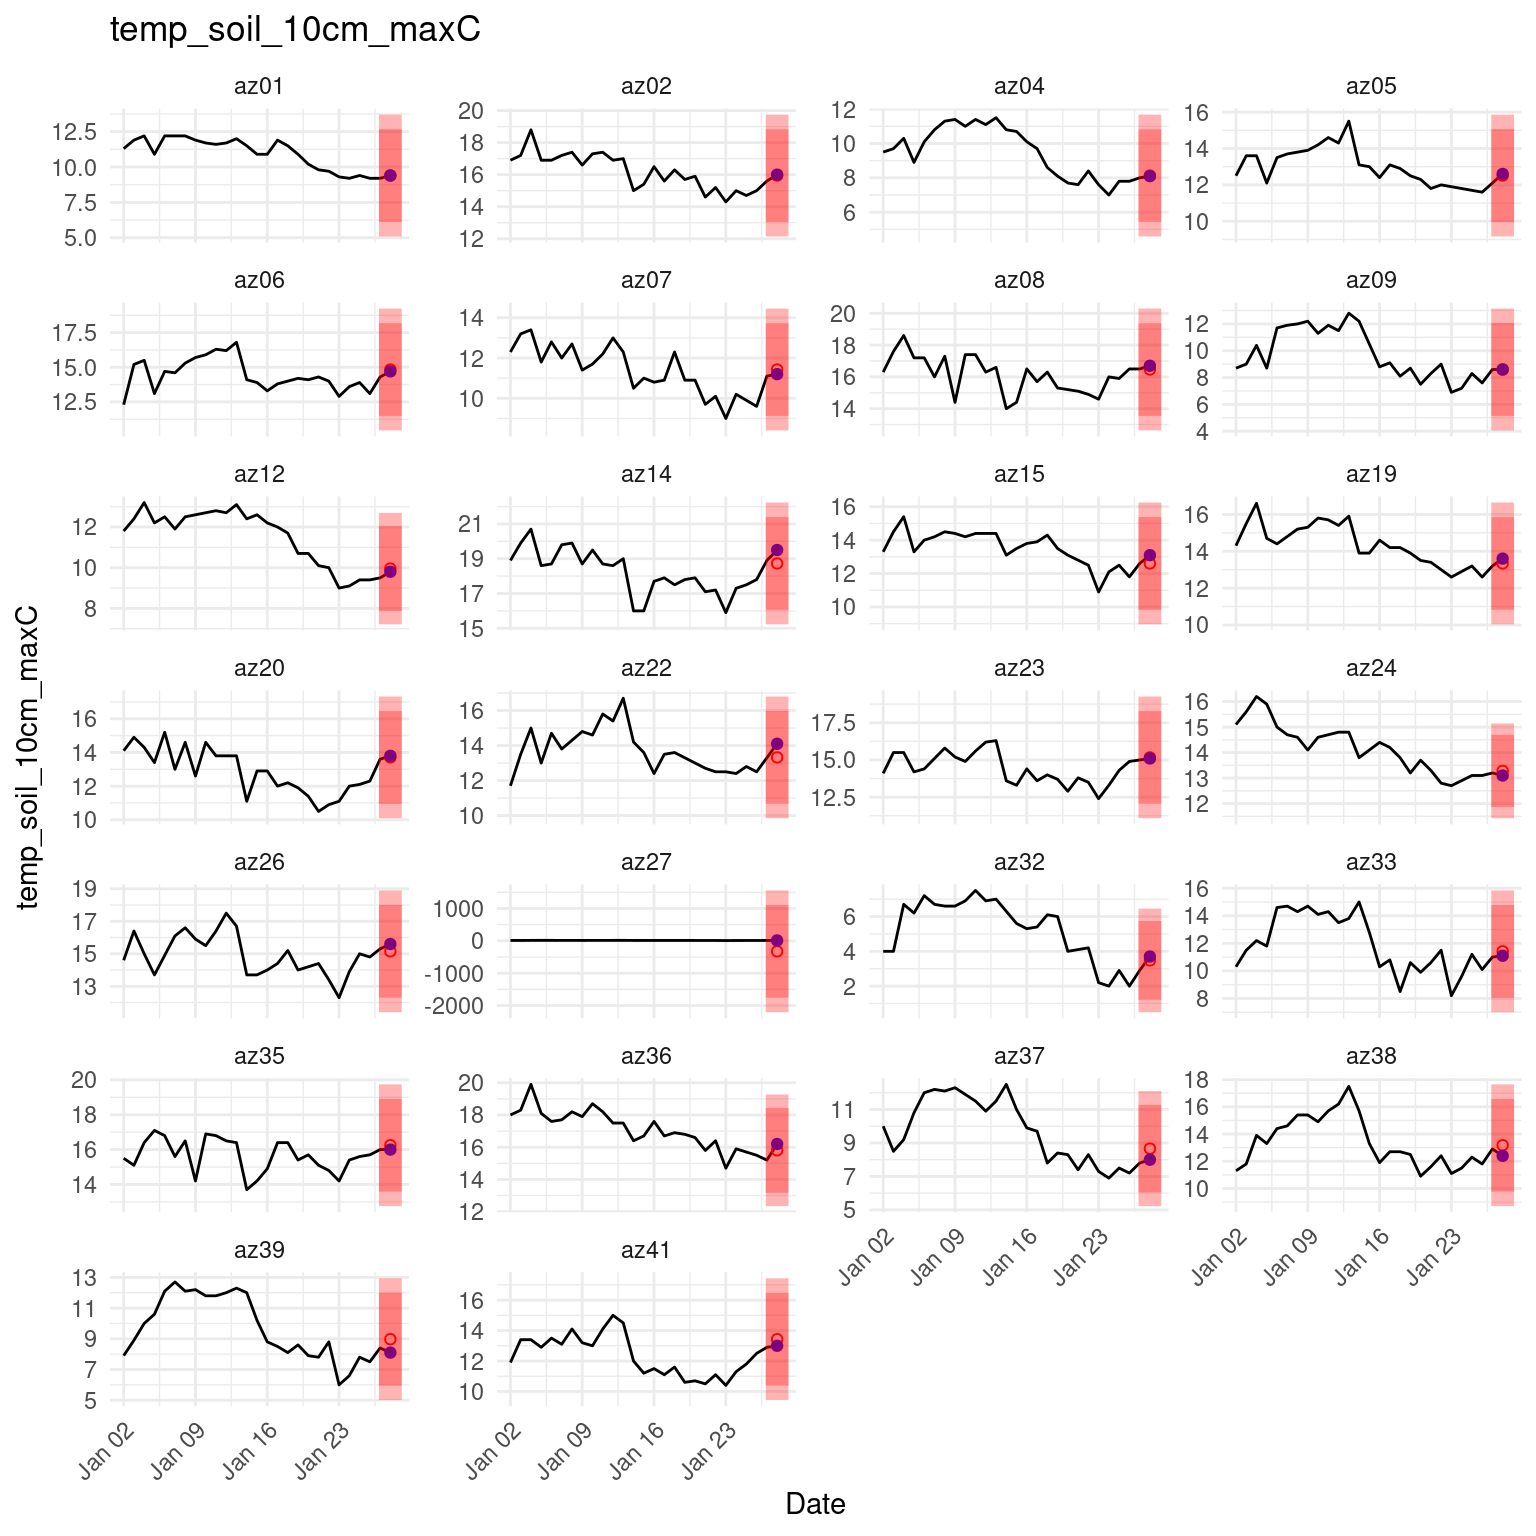 temp_soil_10cm_maxC
az01 az02 az04 az05
12.5 10.0 7.5 5.0
20 18 16 14 12
12 10 8 6
16 14 12 10
az06 az07 az08 az09
17.5 15.0 12.5
14 12 10
20 18 16 14
12 10 8 6 4
az12 az14 az15 az19
12 10 8
21 19 17 15
16 14 12 10
16 14 12 10
az20 az22 az23 az24
16 14 12 10
16 14 12 10
17.5 15.0 12.5
16 15 14 13 12
az26 az27 az32 az33
19 17 15 13
1000 0 -1000 -2000
6 4 2
16 14 12 10 8
az35 az36 az37 az38
20 18 16 14
20 18 16 14 12
11 9 7 5
18 16 14 12 10
Jan 02 Jan 09 Jan 16 Jan 23
Jan 02 Jan 09 Jan 16 Jan 23
az39 az41
13 11 9 7 5
16 14 12 10
Jan 02 Jan 09 Jan 16 Jan 23
Jan 02 Jan 09 Jan 16 Jan 23
temp_soil_10cm_maxC
Date